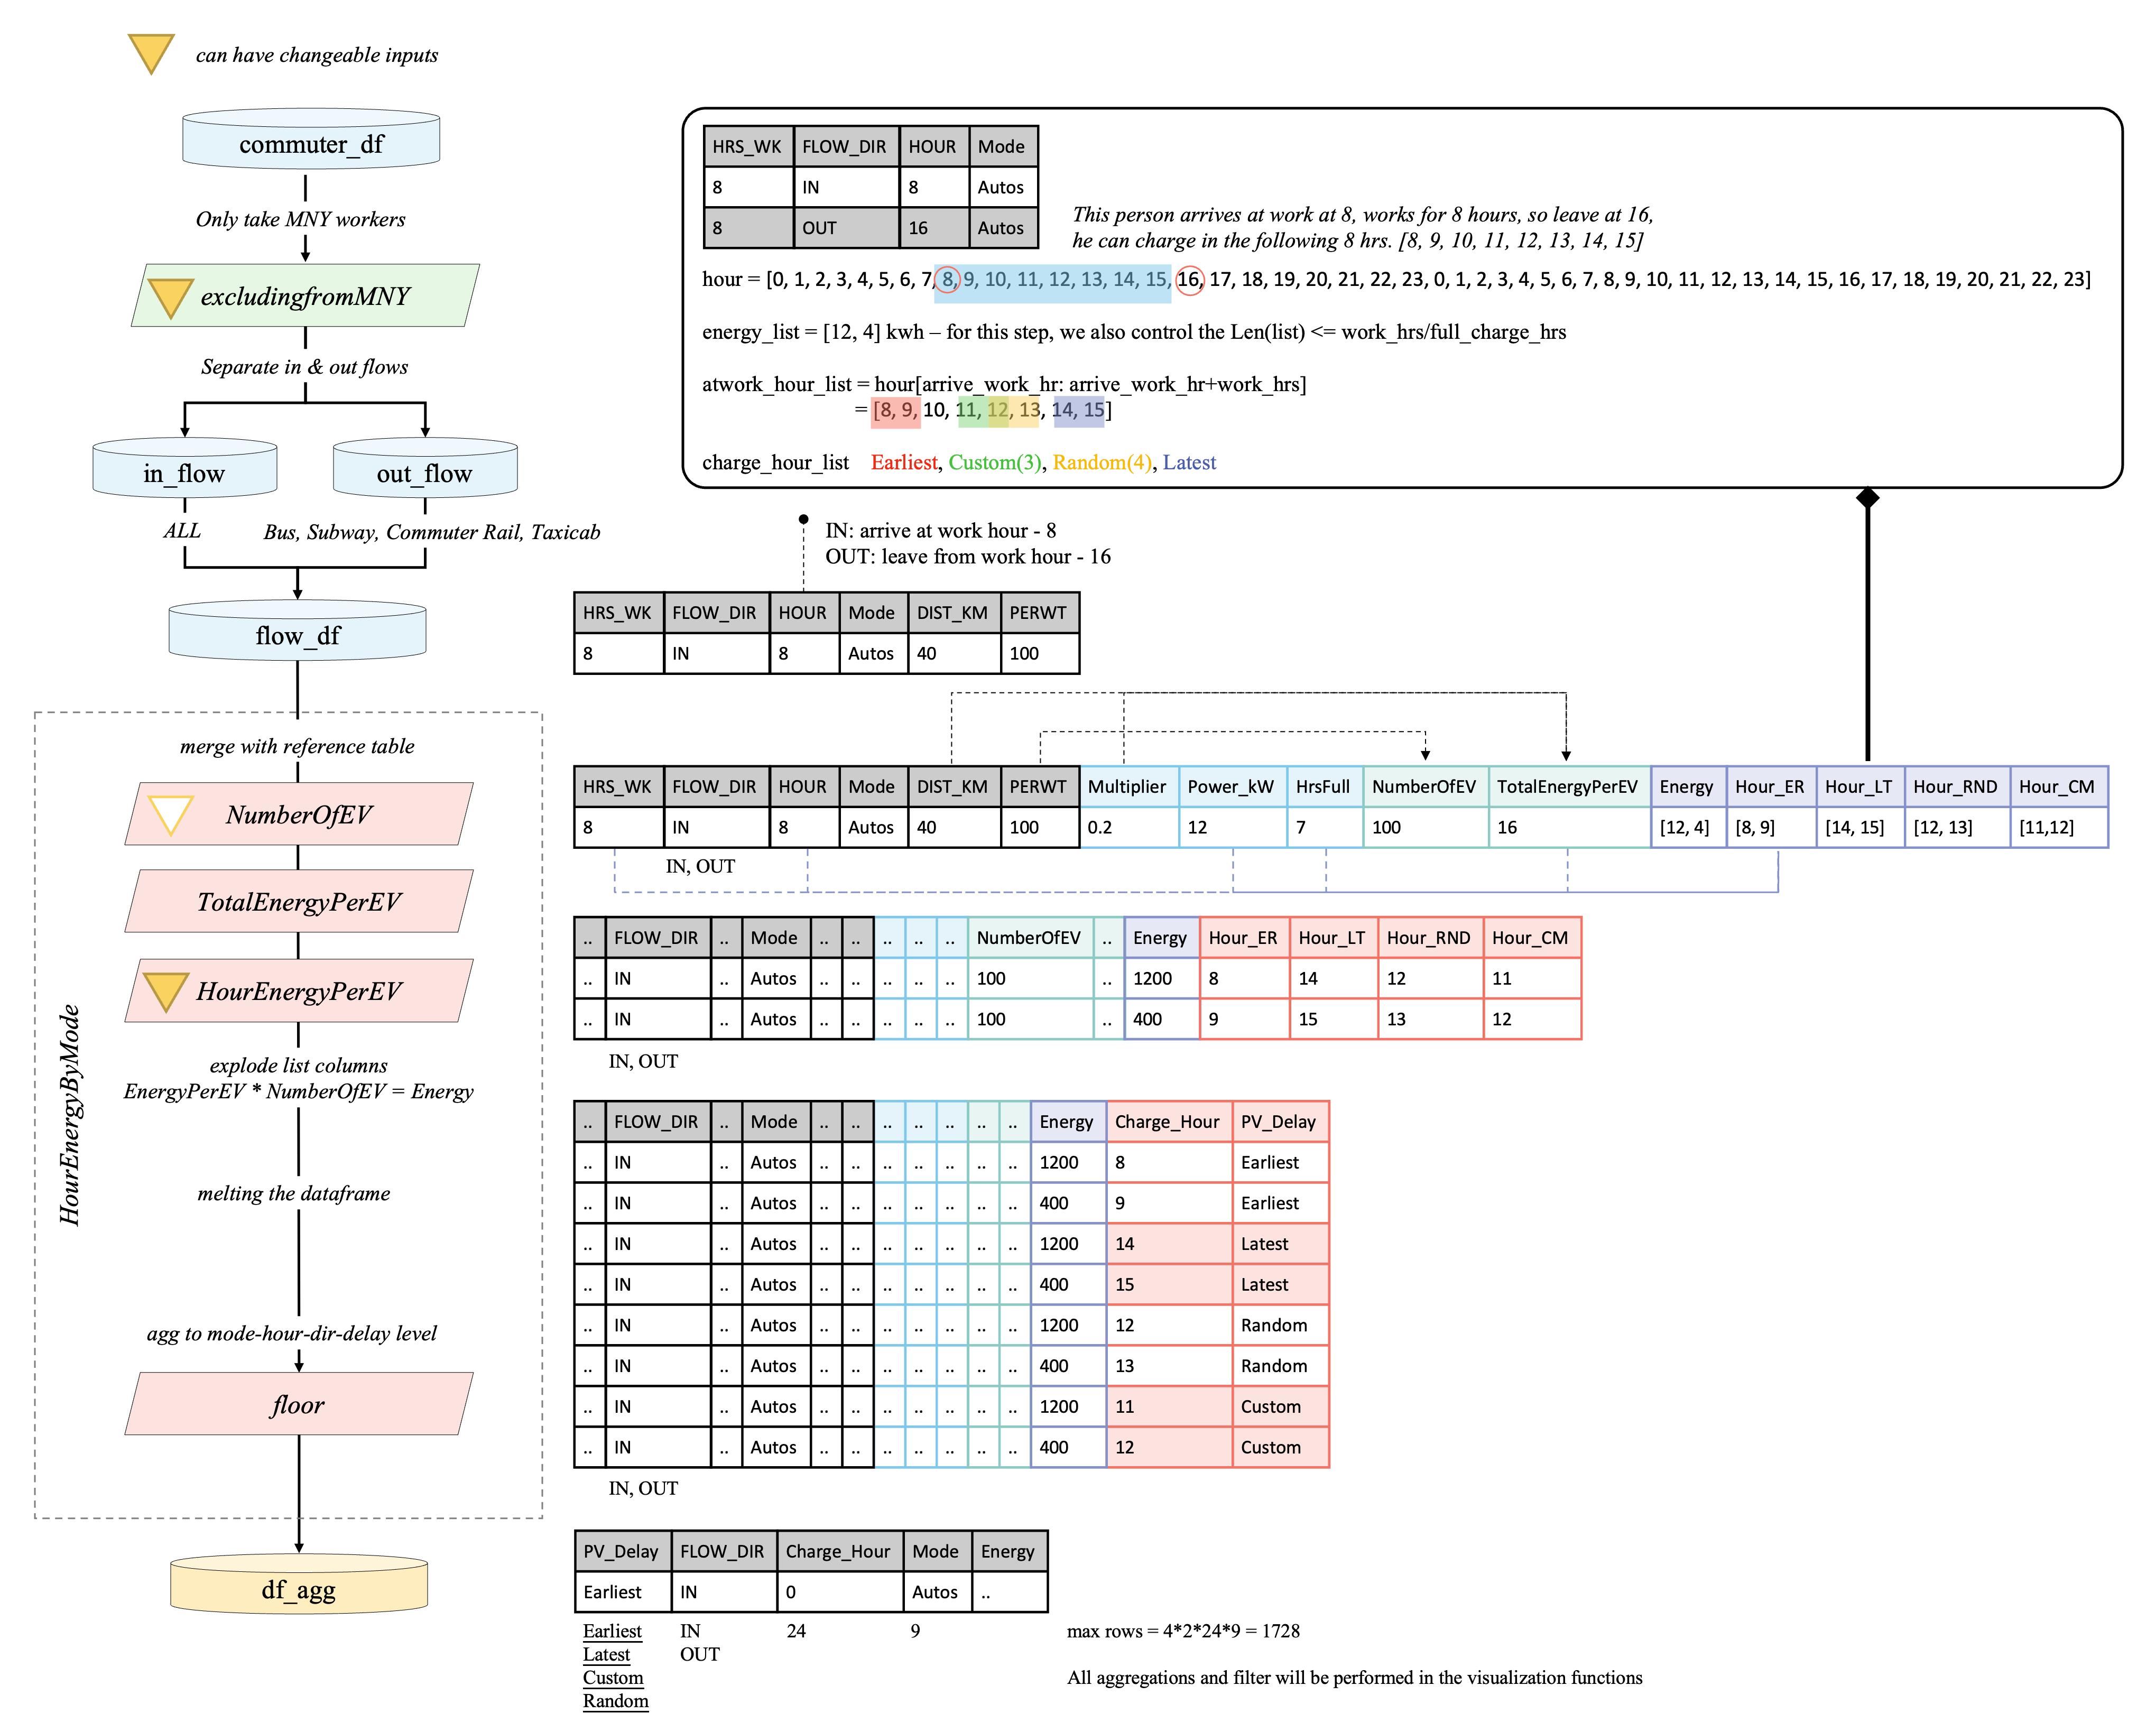 can have changeable inputs
commuter_df
Only take MNY workers
excludingfromMNY
Separate in & out flows
in_flow
out_flow
ALL
Bus, Subway, Commuter Rail, Taxicab
flow_df
merge with reference table
NumberOfEV
TotalEnergyPerEV
HourEnergyPerEV
HourEnergyByMode
explode list columns
EnergyPerEV * NumberOfEV = Energy
melting the dataframe
agg to mode-hour-dir-delay level
floor
df_agg
HRS_WK FLOW_DIR HOUR Mode
8 IN 8 Autos
8 OUT 16 Autos
This person arrives at work at 8, works for 8 hours, so leave at 16,
he can charge in the following 8 hrs. [8, 9, 10, 11, 12, 13, 14, 15]
hour = [0, 1, 2, 3, 4, 5, 6, 7, 8, 9, 10, 11, 12, 13, 14, 15, 16, 17, 18, 19, 20, 21, 22, 23, 0, 1, 2, 3, 4, 5, 6, 7, 8, 9, 10, 11, 12, 13, 14, 15, 16, 17, 18, 19, 20, 21, 22, 23]
energy_list = [12, 4] kwh – for this step, we also control the Len(list) <= work_hrs/full_charge_hrs
atwork_hour_list = hour[arrive_work_hr: arrive_work_hr+work_hrs]
= [8, 9, 10, 11, 12, 13, 14, 15]
charge_hour_list Earliest, Custom(3), Random(4), Latest
IN: arrive at work hour - 8
OUT: leave from work hour - 16
HRS_WK FLOW_DIR HOUR Mode DIST_KM PERWT
8 IN 8 Autos 40 100
HRS_WK FLOW_DIR HOUR Mode DIST_KM PERWT Multiplier Power_kW HrsFull NumberOfEV TotalEnergyPerEV Energy Hour_ER Hour_LT Hour_RND Hour_CM
8 IN 8 Autos 40 100 0.2 12 7 100 16 [12, 4] [8, 9] [14, 15] [12, 13] [11,12]
IN, OUT
.. FLOW_DIR .. Mode .. .. .. .. .. NumberOfEV .. Energy Hour_ER Hour_LT Hour_RND Hour_CM
.. IN .. Autos .. .. .. .. .. 100 .. 1200 8 14 12 11
.. IN .. Autos .. .. .. .. .. 100 .. 400 9 15 13 12
IN, OUT
.. FLOW_DIR .. Mode .. .. .. .. .. .. .. Energy Charge_Hour PV_Delay
.. IN .. Autos .. .. .. .. .. .. .. 1200 8 Earliest
.. IN .. Autos .. .. .. .. .. .. .. 400 9 Earliest
.. IN .. Autos .. .. .. .. .. .. .. 1200 14 Latest
.. IN .. Autos .. .. .. .. .. .. .. 400 15 Latest
.. IN .. Autos .. .. .. .. .. .. .. 1200 12 Random
.. IN .. Autos .. .. .. .. .. .. .. 400 13 Random
.. IN .. Autos .. .. .. .. .. .. .. 1200 11 Custom
.. IN .. Autos .. .. .. .. .. .. .. 400 12 Custom
IN, OUT
PV_Delay FLOW_DIR Charge_Hour Mode Energy
Earliest IN 0 Autos ..
Earliest IN 24 9 max rows = 4*2*24*9 = 1728
Latest OUT
Custom All aggregations and filter will be performed in the visualization functions
Random